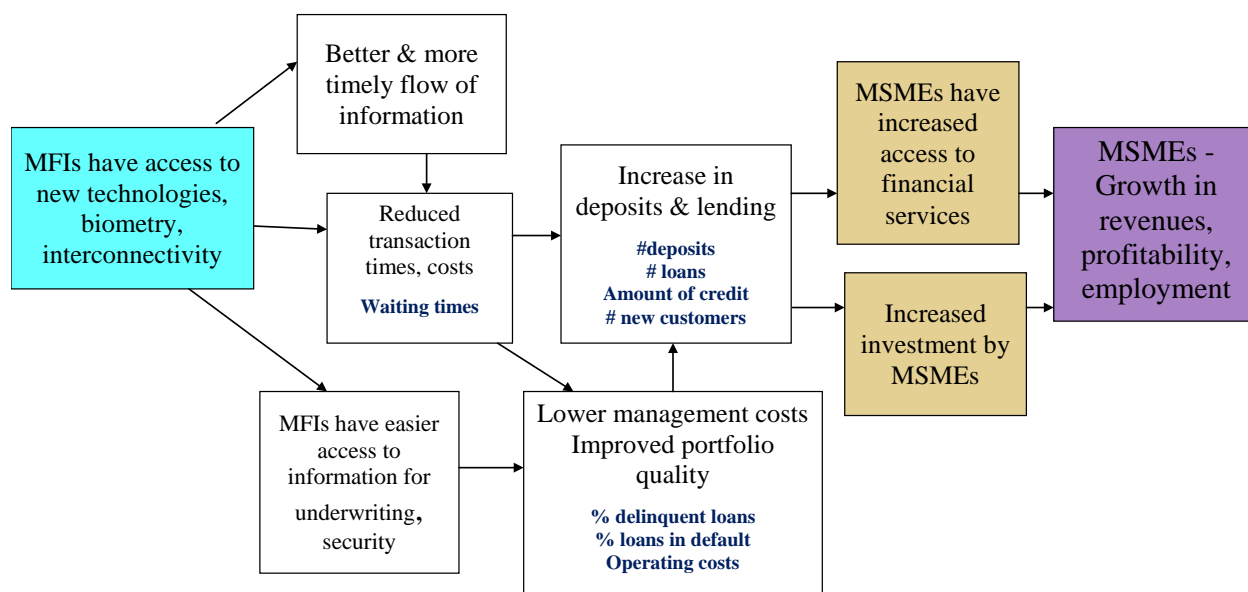 MFIs have access to
new technologies,
biometry,
interconnectivity
Better & more
timely flow of
information
Reduced
transaction
times, costs
Waiting times
MFIs have easier
access to
information for
underwriting,
security
Increase in
deposits & lending
#deposits
# loans
Amount of credit
# new customers
Lower management costs
Improved portfolio
quality
% delinquent loans
% loans in default
Operating costs
MSMEs have
increased
access to
financial
services
Increased
investment by
MSMEs
MSMEs -
Growth in
revenues,
profitability,
employment